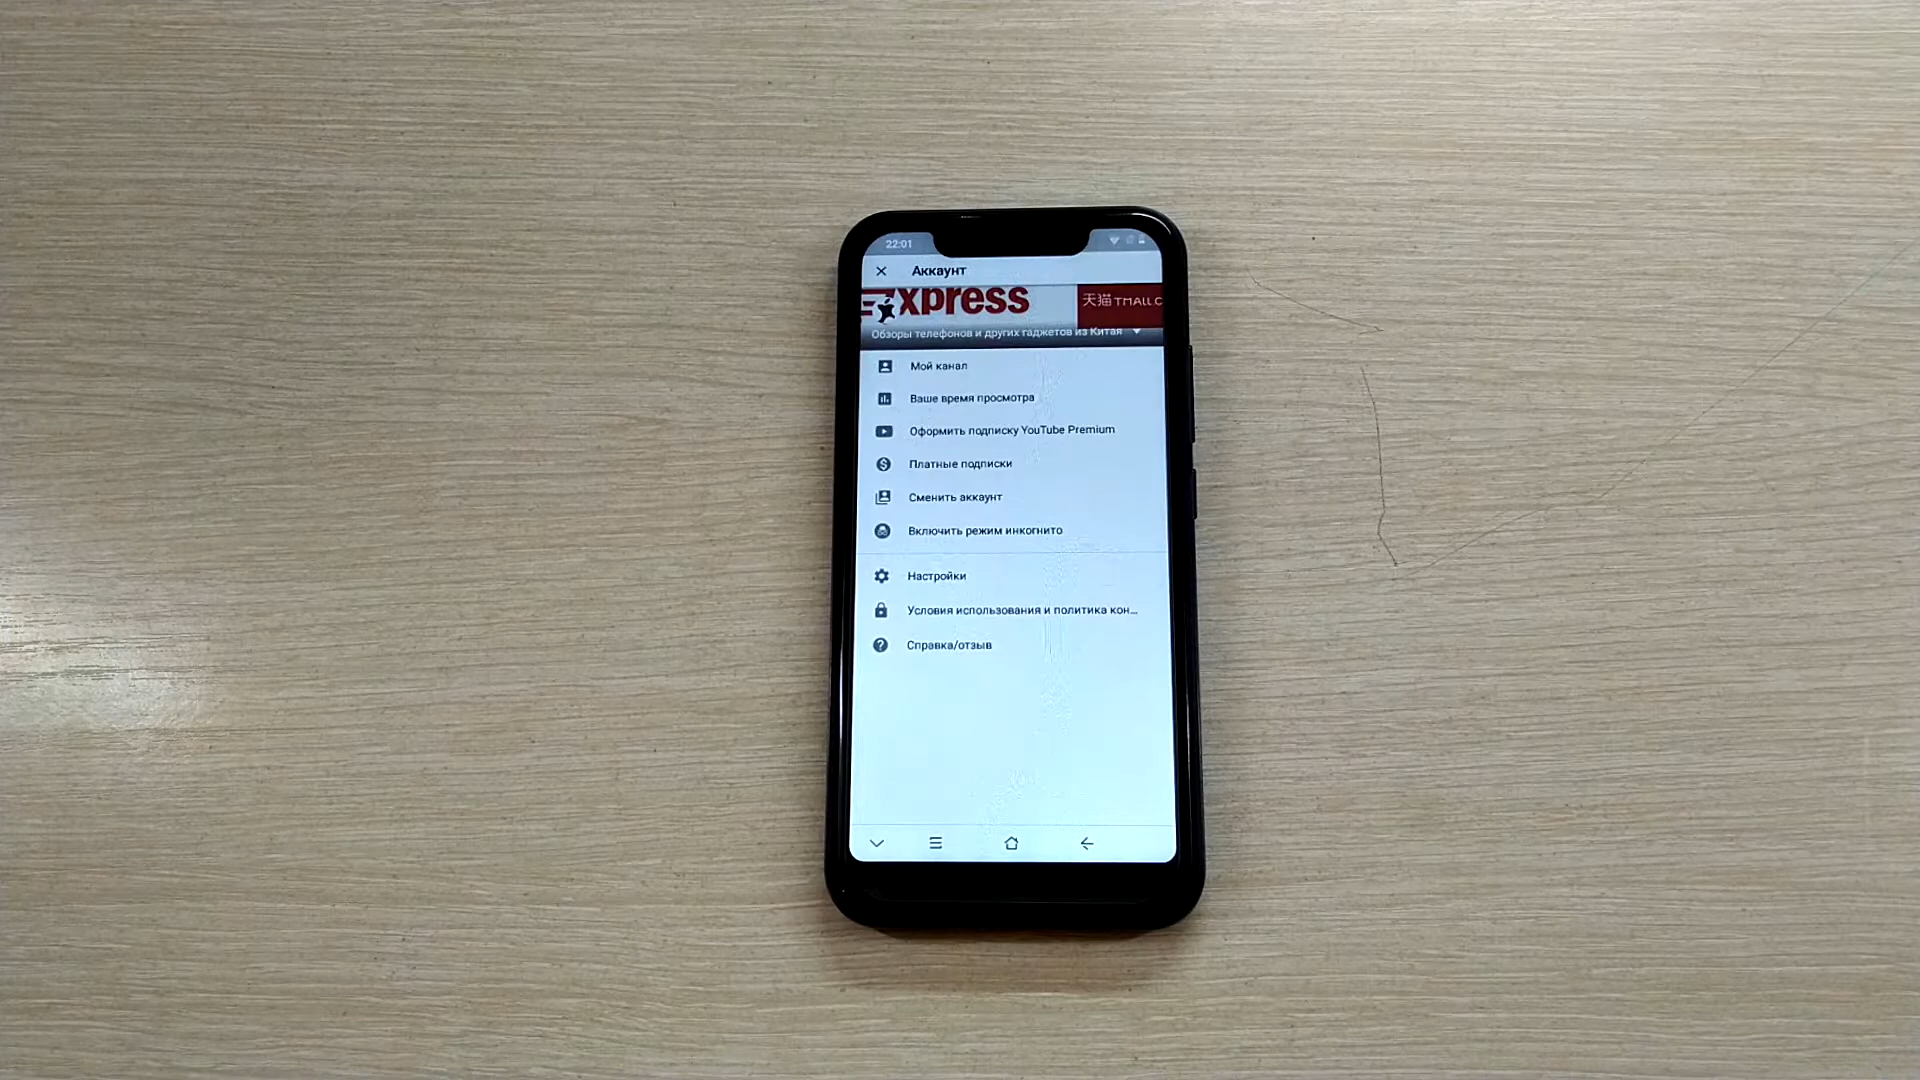 22:01
Аккаунт
Express
天猫 TMALL C
Обзоры телефонов и других гаджетов из Китая
Мой канал
Ваше время просмотра
Оформить подписку YouTube Premium
Платные подписки
Сменить аккаунт
Включить режим инкогнито
Настройки
Условия использования и политика кон...
Справка/отзыв